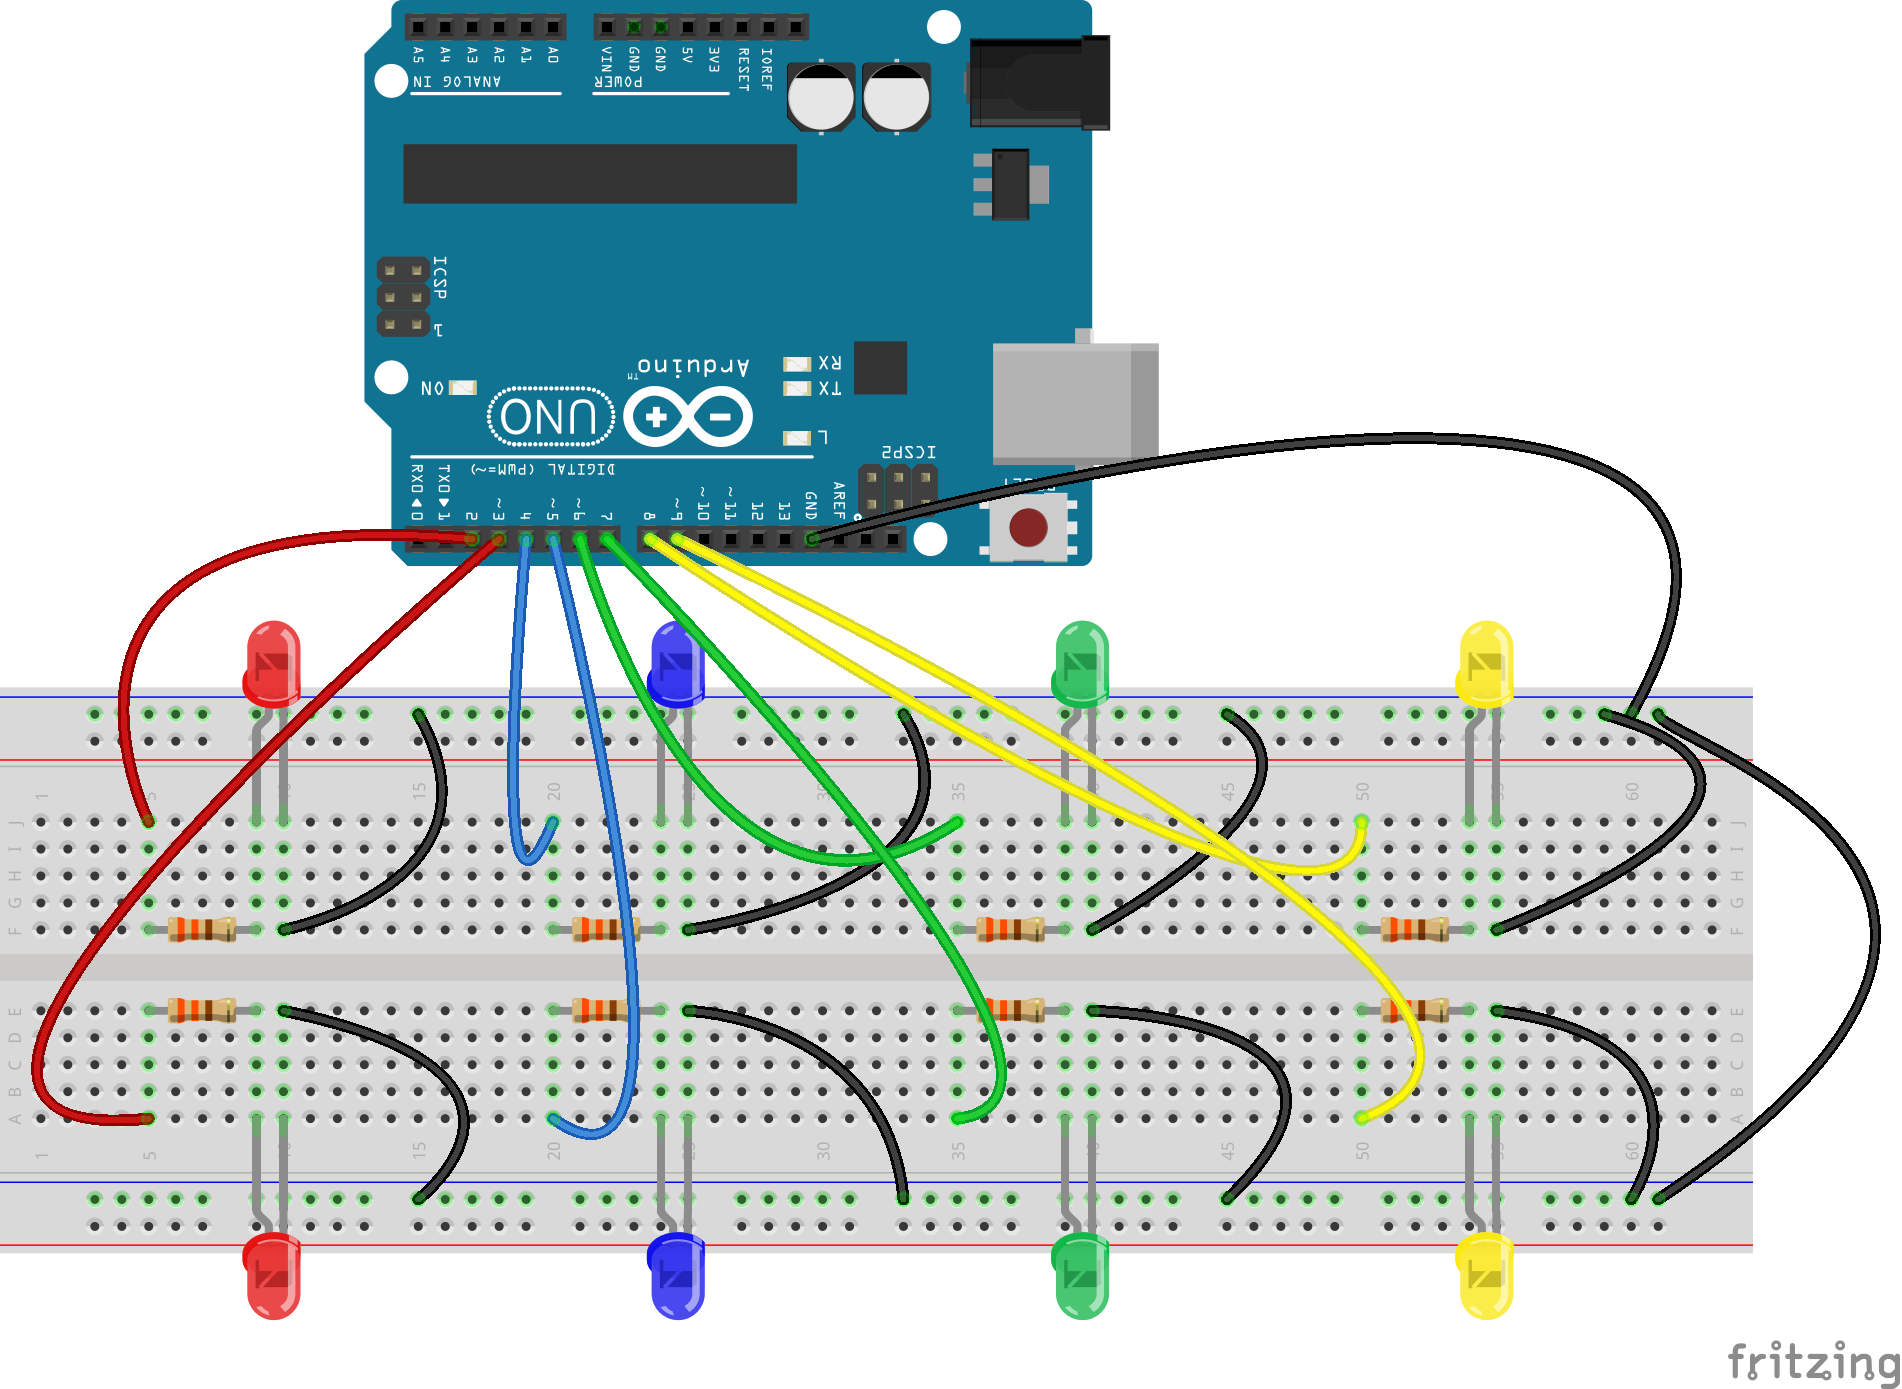 A5 A4 A3 A2 A1 A0
VIN GND GND 5V 3V3 RESET IOREF
ANALOG IN
POWER
ICSP
1
Arduino
TM
RX
TX
ON
UNO
L
ICSP2
DIGITAL (PWM=~)
RX0 TX0
0 1 2 ~3 4 ~5 ~6 7 8 ~9 ~10 ~11 12 13 GND AREF
1 5 15 20 35 45 50 60
J J
I I
H H
G G
F F
E E
D D
C C
B B
A A
1 5 10 15 20 25 30 35 45 50 60
fritzing